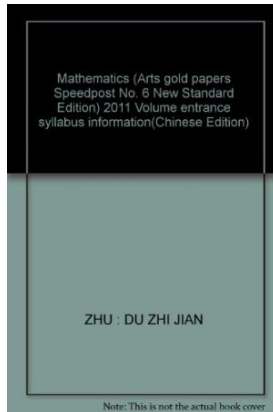 Mathematics (Arts gold papers
Speedpost No. 6 New Standard
Edition) 2011 Volume entrance
syllabus information(Chinese Edition)
ZHU : DU ZHI JIAN
Note: This is not the actual book cover